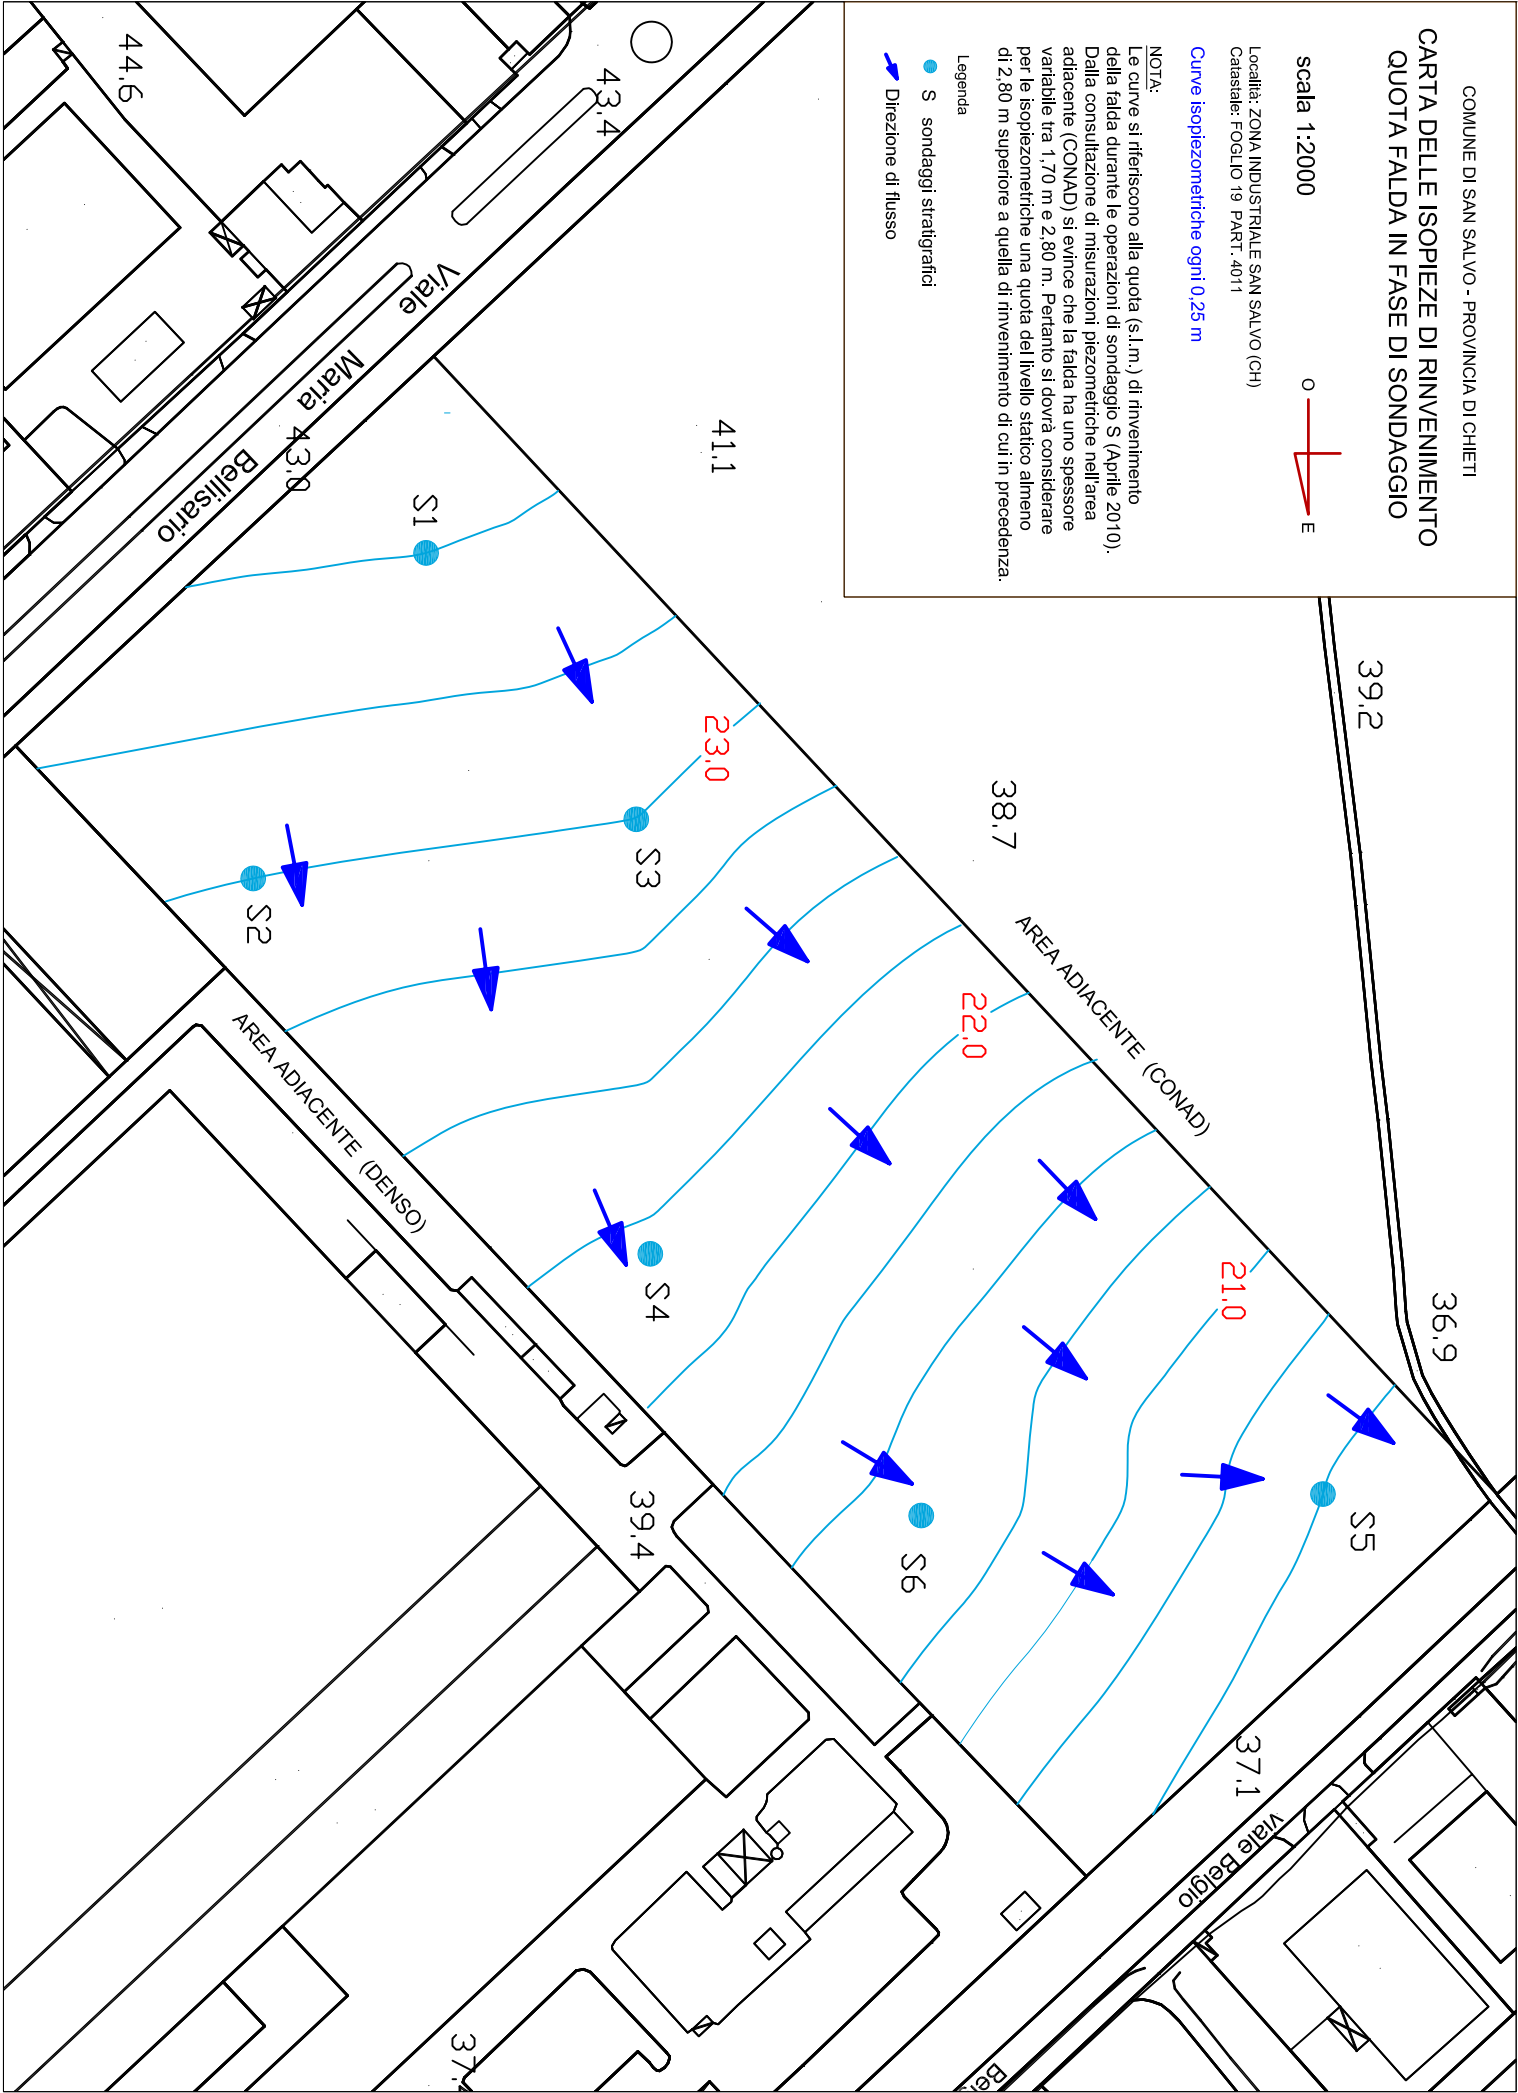 COMUNE DI SAN SALVO - PROVINCIA DI CHIETI
CARTA DELLE ISOPIEZE DI RINVENIMENTO
QUOTA FALDA IN FASE DI SONDAGGIO
scala 1:2000
O
E
Località: ZONA INDUSTRIALE SAN SALVO (CH)
Catastale: FOGLIO 19 PART. 4011
Curve isopiezometriche ogni 0,25 m
NOTA:
Le curve si riferiscono alla quota (s.l.m.) di rinvenimento
della falda durante le operazioni di sondaggio S (Aprile 2010).
Dalla consultazione di misurazioni piezometriche nell'area
adiacente (CONAD) si evince che la falda ha uno spessore
variabile tra 1,70 m e 2,80 m. Pertanto si dovrà considerare
per le isopiezometriche una quota del livello statico almeno
di 2,80 m superiore a quella di rinvenimento di cui in precedenza.
Legenda
S sondaggi stratigrafici
Direzione di flusso
39.2
36.9
41.1
38.7
43.4
44.6
43.0
Viale Maria Bellisario
AREA ADIACENTE (CONAD)
23.0
22.0
21.0
S1
S3
S2
S4
S5
S6
AREA ADIACENTE (DENSO)
39.4
37.1
viale Belgio